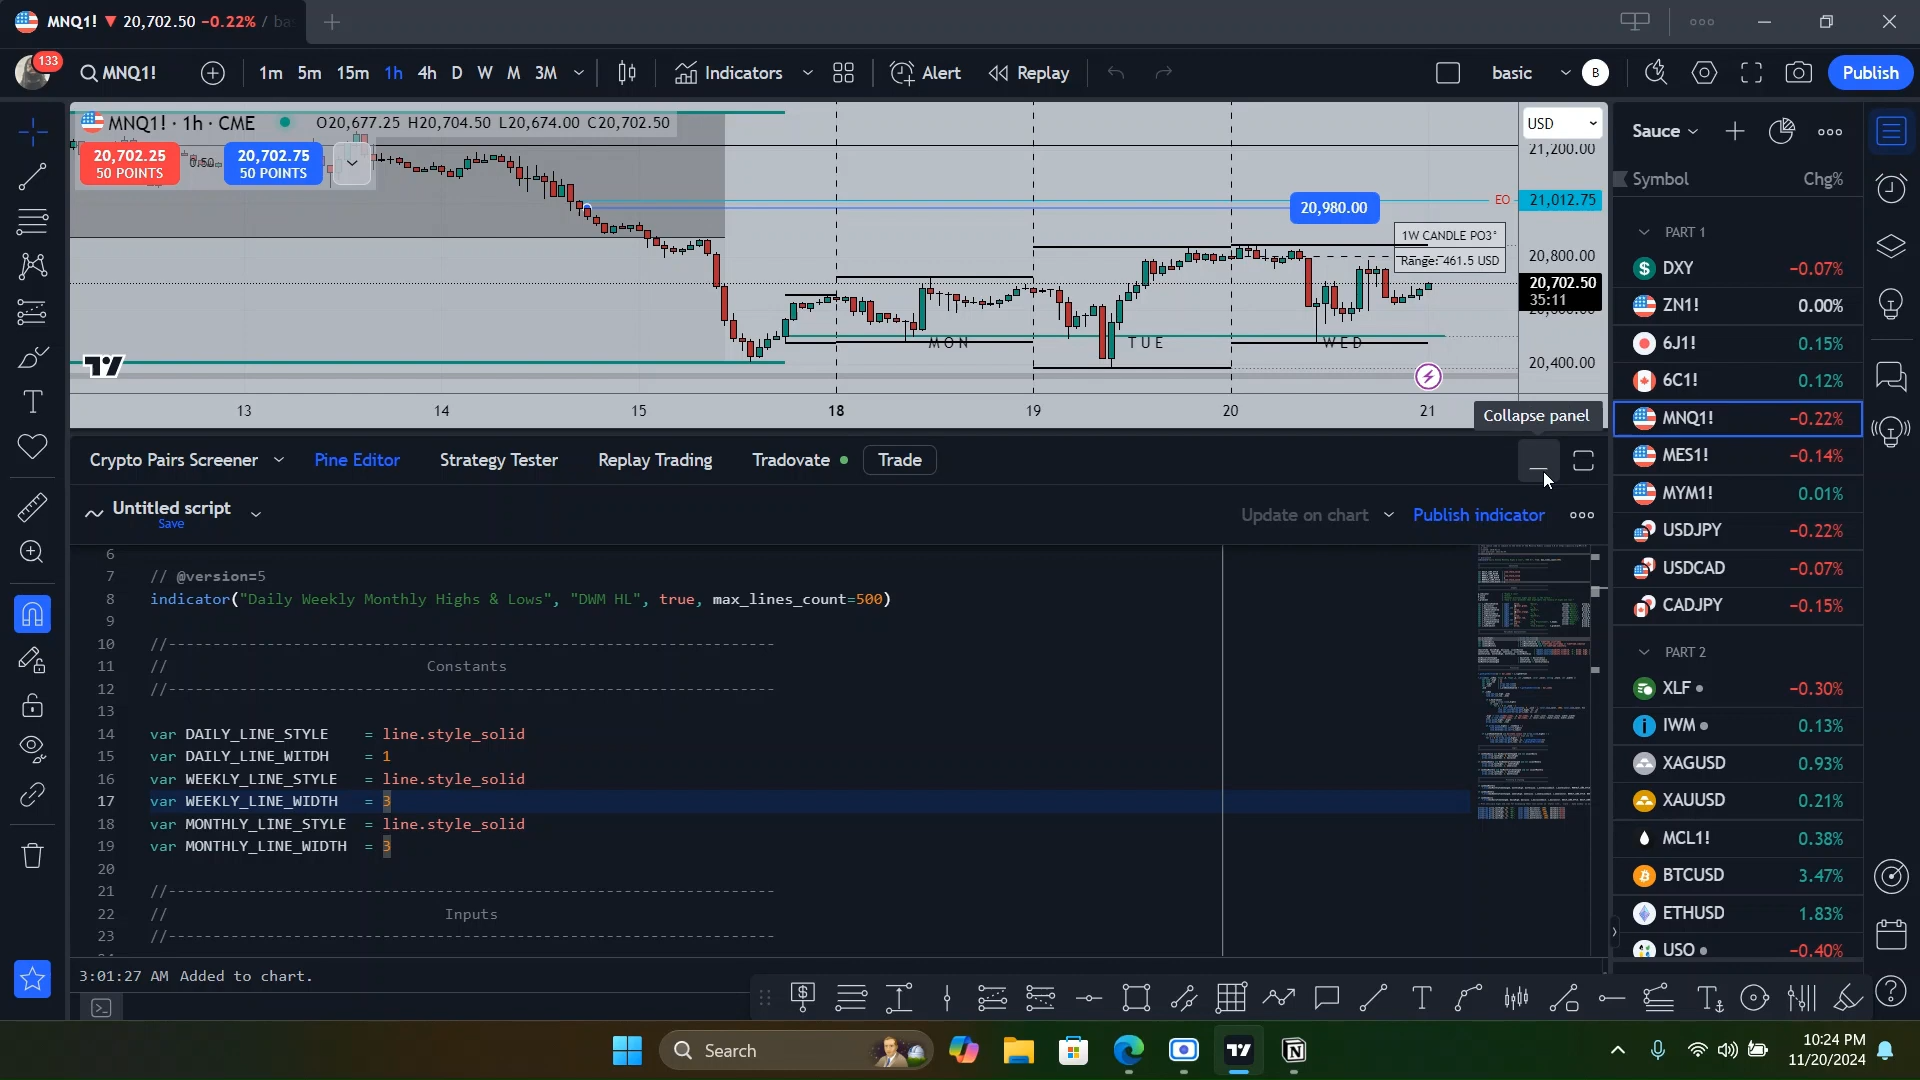 MNQ1! ▼ 20,702.50 −0.22% / ba
133
MNQ1!
1m 5m 15m 1h 4h D W M 3M
Indicators
Alert
Replay
basic
B
Publish
MNQ1! · 1h · CME
O20,677.25 H20,704.50 L20,674.00 C20,702.50
20,702.25
50 POINTS
0.50
20,702.75
50 POINTS
USD
21,200.00
EO 21,012.75
20,980.00
1W CANDLE PO3°
Range: 461.5 USD
20,800.00
20,702.50
35:11
20,400.00
MON
TUE
WED
13 14 15 18 19 20 21
Collapse panel
Crypto Pairs Screener
Pine Editor
Strategy Tester
Replay Trading
Tradovate
Trade
Untitled script
Save
Update on chart
Publish indicator
6
7 // @version=5
8 indicator("Daily Weekly Monthly Highs & Lows", "DWM HL", true, max_lines_count=500)
9
10 //--------------------------------------------------------------------
11 // Constants
12 //--------------------------------------------------------------------
13
14 var DAILY_LINE_STYLE = line.style_solid
15 var DAILY_LINE_WITDH = 1
16 var WEEKLY_LINE_STYLE = line.style_solid
17 var WEEKLY_LINE_WIDTH = 3
18 var MONTHLY_LINE_STYLE = line.style_solid
19 var MONTHLY_LINE_WIDTH = 3
20
21 //--------------------------------------------------------------------
22 // Inputs
23 //--------------------------------------------------------------------
3:01:27 AM Added to chart.
Sauce
Symbol Chg%
PART 1
DXY −0.07%
ZN1! 0.00%
6J1! 0.15%
6C1! 0.12%
MNQ1! −0.22%
MES1! −0.14%
MYM1! 0.01%
USDJPY −0.22%
USDCAD −0.07%
CADJPY −0.15%
PART 2
XLF −0.30%
IWM 0.13%
XAGUSD 0.93%
XAUUSD 0.21%
MCL1! 0.38%
BTCUSD 3.47%
ETHUSD 1.83%
USO −0.40%
Search
10:24 PM
11/20/2024